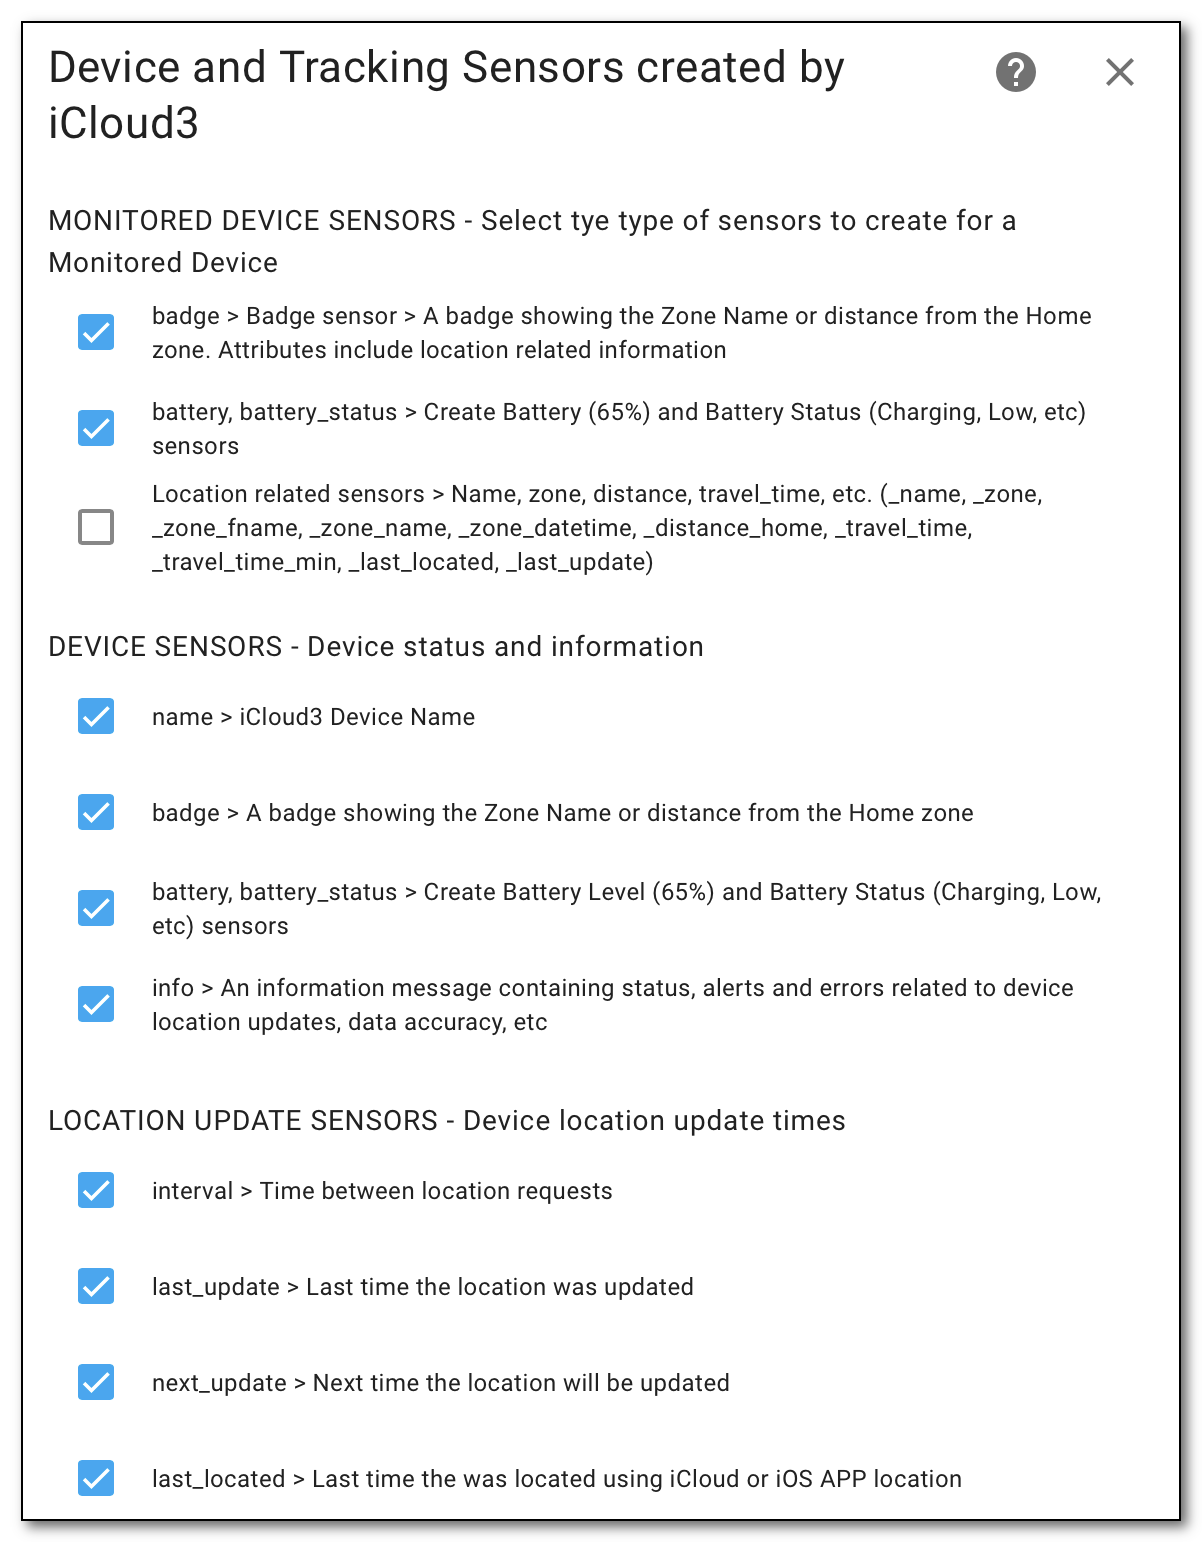 Device and Tracking Sensors created by
iCloud3
MONITORED DEVICE SENSORS - Select tye type of sensors to create for a
Monitored Device
badge > Badge sensor > A badge showing the Zone Name or distance from the Home
zone. Attributes include location related information
battery, battery_status > Create Battery (65%) and Battery Status (Charging, Low, etc)
sensors
Location related sensors > Name, zone, distance, travel_time, etc. (_name, _zone,
_zone_fname, _zone_name, _zone_datetime, _distance_home, _travel_time,
_travel_time_min, _last_located, _last_update)
DEVICE SENSORS - Device status and information
name > iCloud3 Device Name
badge > A badge showing the Zone Name or distance from the Home zone
battery, battery_status > Create Battery Level (65%) and Battery Status (Charging, Low,
etc) sensors
info > An information message containing status, alerts and errors related to device
location updates, data accuracy, etc
LOCATION UPDATE SENSORS - Device location update times
interval > Time between location requests
last_update > Last time the location was updated
next_update > Next time the location will be updated
last_located > Last time the was located using iCloud or iOS APP location